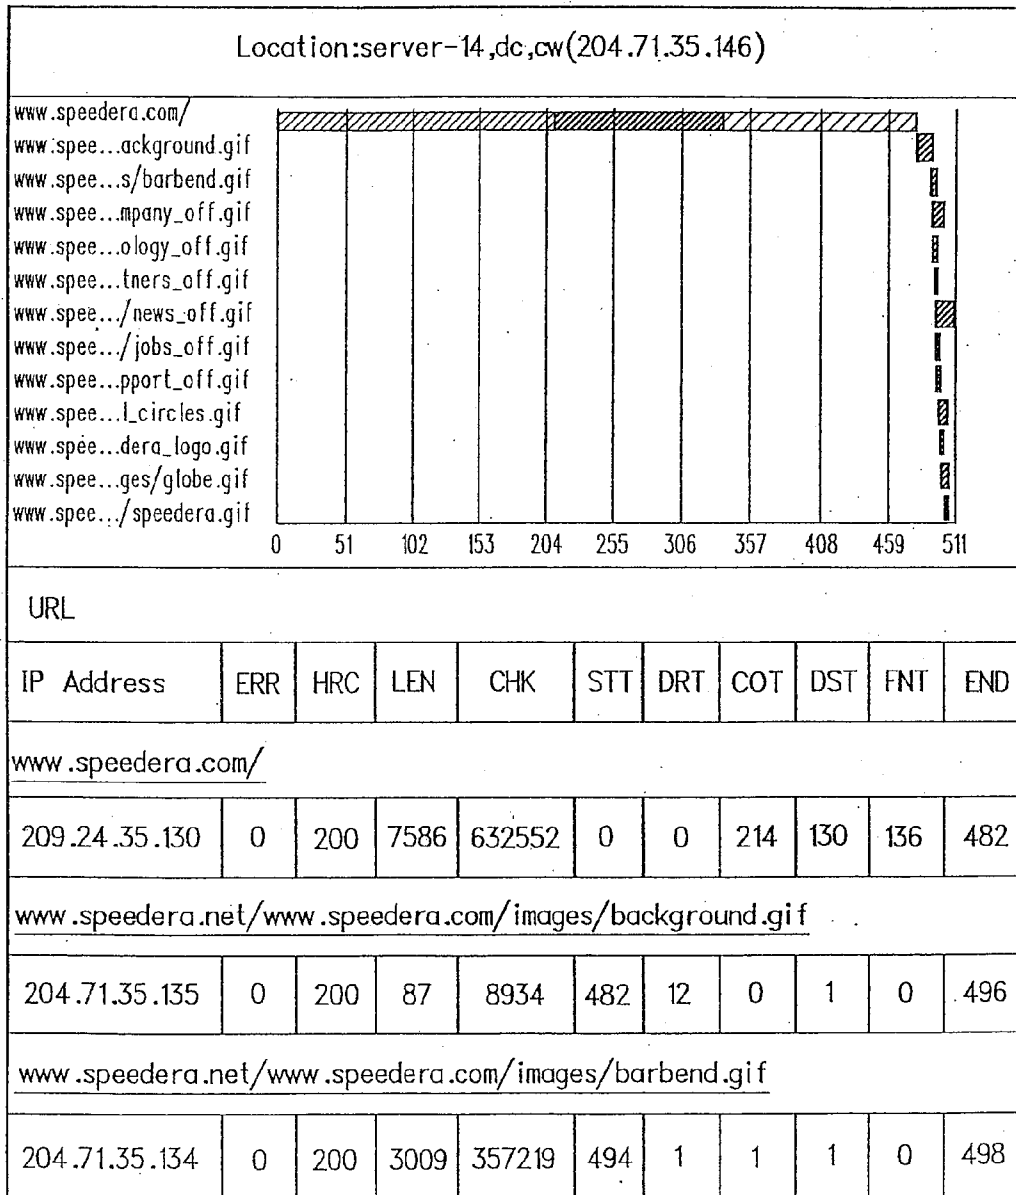 Location:server-14,dc,cw(204.71.35.146)
www.speedera.com/
www.spee...ackground.gif
www.spee...s/barbend.gif
www.spee...mpany_off.gif
www.spee...ology_off.gif
www.spee...tners_off.gif
www.spee.../news_off.gif
www.spee.../jobs_off.gif
www.spee...pport_off.gif
www.spee...l_circles.gif
www.spee...dera_logo.gif
www.spee...ges/globe.gif
www.spee.../speedera.gif
0 51 102 153 204 255 306 357 408 459 511
URL
IP Address ERR HRC LEN CHK STT DRT COT DST FNT END
www.speedera.com/
209.24.35.130 0 200 7586 632552 0 0 214 130 136 482
www.speedera.net/www.speedera.com/images/background.gif
204.71.35.135 0 200 87 8934 482 12 0 1 0 496
www.speedera.net/www.speedera.com/images/barbend.gif
204.71.35.134 0 200 3009 357219 494 1 1 1 0 498